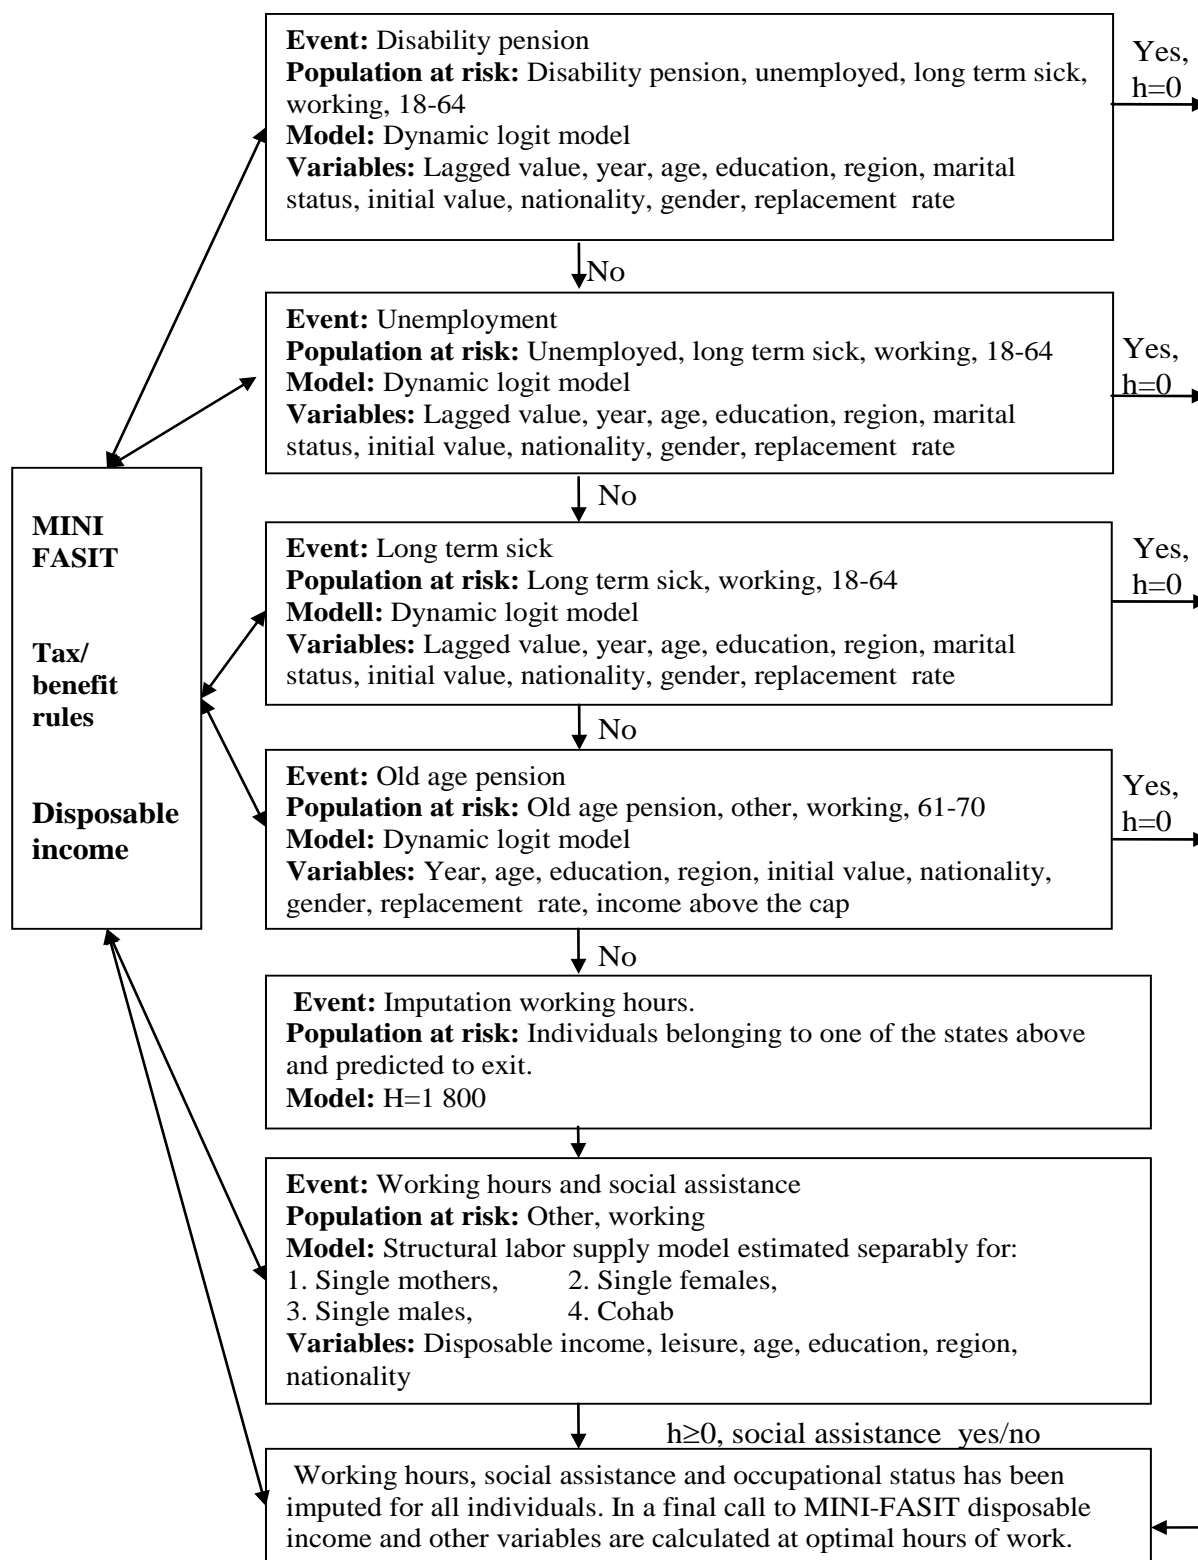 Event: Disability pension
Population at risk: Disability pension, unemployed, long term sick,
working, 18-64
Model: Dynamic logit model
Variables: Lagged value, year, age, education, region, marital
status, initial value, nationality, gender, replacement rate
Yes,
h=0
No
Event: Unemployment
Population at risk: Unemployed, long term sick, working, 18-64
Model: Dynamic logit model
Variables: Lagged value, year, age, education, region, marital
status, initial value, nationality, gender, replacement rate
Yes,
h=0
No
MINI
FASIT
Tax/
benefit
rules
Disposable
income
Event: Long term sick
Population at risk: Long term sick, working, 18-64
Modell: Dynamic logit model
Variables: Lagged value, year, age, education, region, marital
status, initial value, nationality, gender, replacement rate
Yes,
h=0
No
Event: Old age pension
Population at risk: Old age pension, other, working, 61-70
Model: Dynamic logit model
Variables: Year, age, education, region, initial value, nationality,
gender, replacement rate, income above the cap
Yes,
h=0
No
Event: Imputation working hours.
Population at risk: Individuals belonging to one of the states above
and predicted to exit.
Model: H=1 800
Event: Working hours and social assistance
Population at risk: Other, working
Model: Structural labor supply model estimated separably for:
1. Single mothers, 2. Single females,
3. Single males, 4. Cohab
Variables: Disposable income, leisure, age, education, region,
nationality
h≥0, social assistance yes/no
Working hours, social assistance and occupational status has been
imputed for all individuals. In a final call to MINI-FASIT disposable
income and other variables are calculated at optimal hours of work.